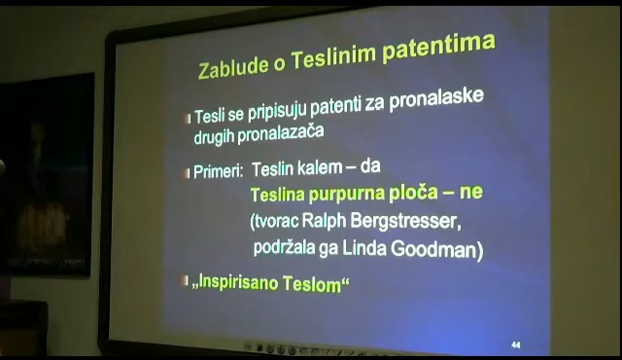 Zablude o Teslinim patentima
Tesli se pripisuju patenti za pronalaske
drugih pronalazača
Primeri: Teslin kalem – da
Teslina purpurna ploča – ne
(tvorac Ralph Bergstresser,
podržala ga Linda Goodman)
„Inspirisano Teslom“
44